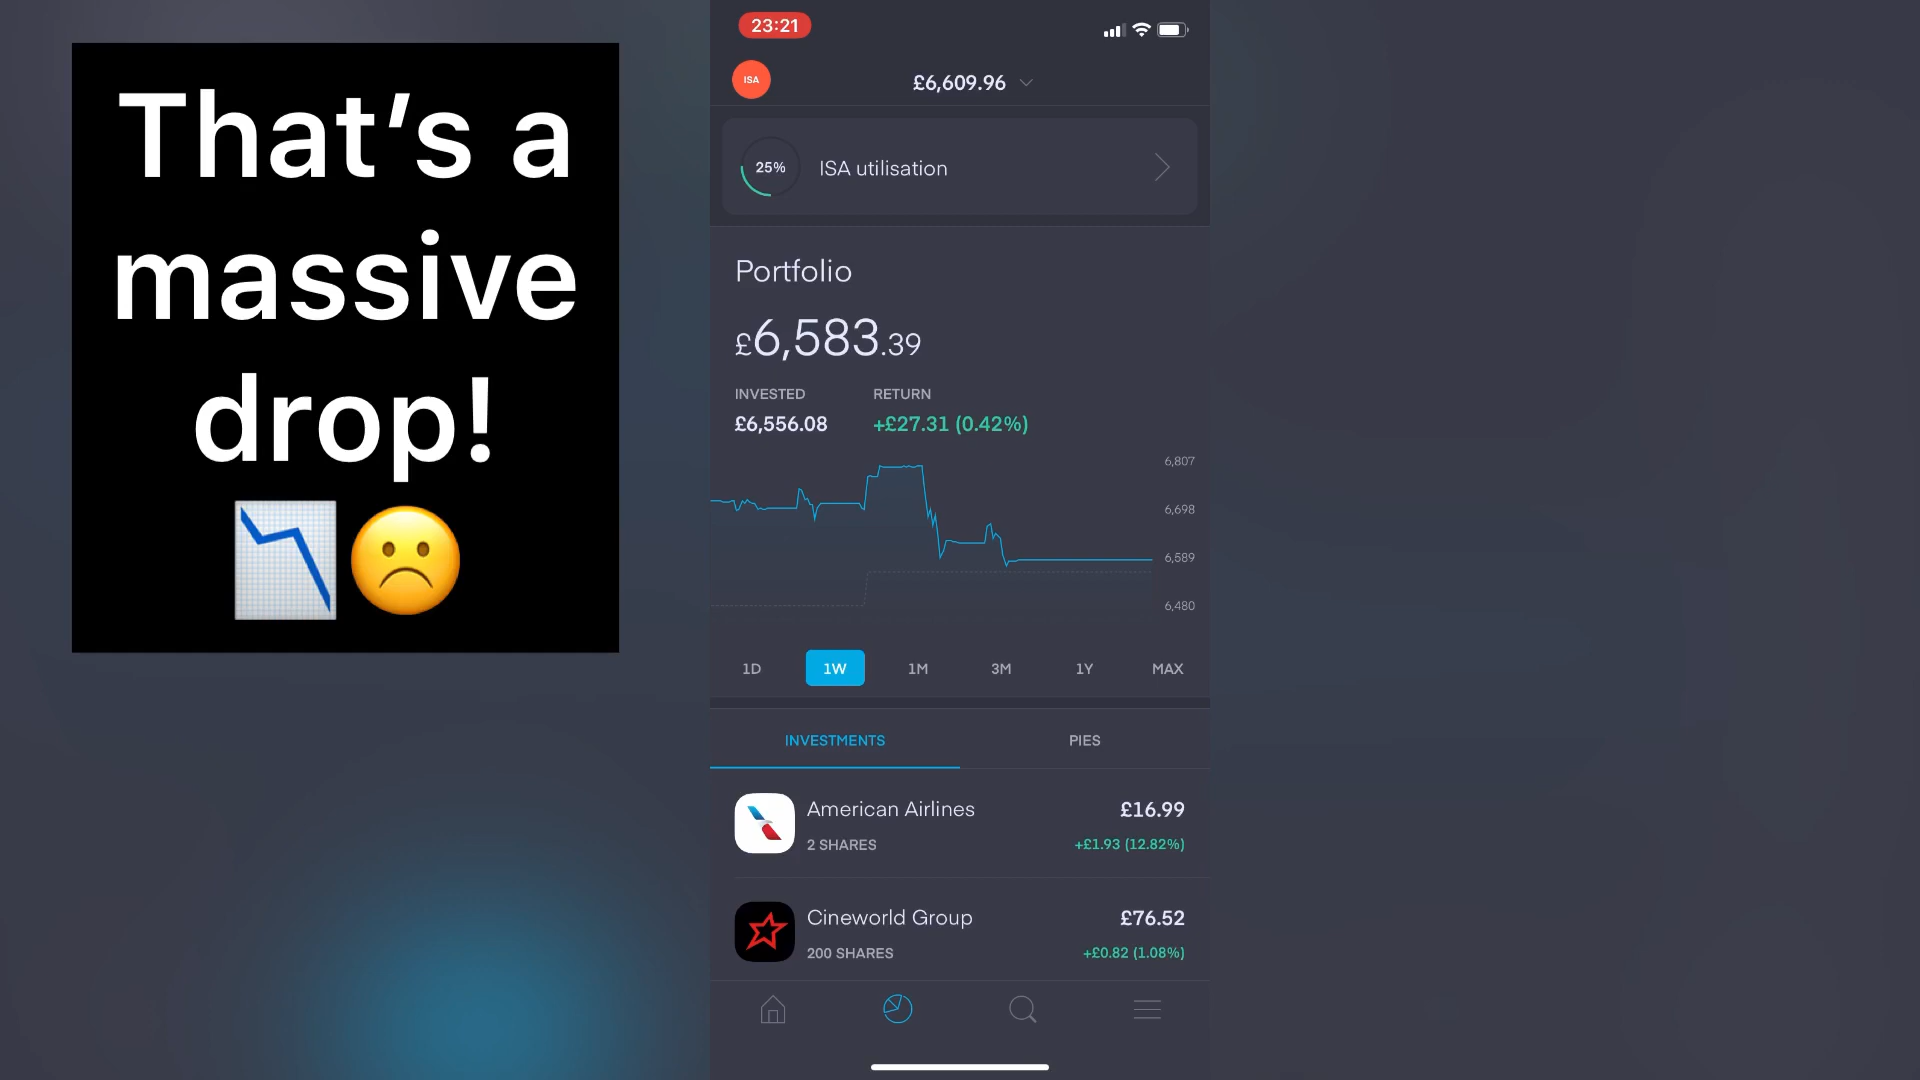 That’s a
massive
drop!
23:21
ISA
£6,609.96
25%
ISA utilisation
Portfolio
£6,583.39
INVESTED RETURN
£6,556.08 +£27.31 (0.42%)
6,807
6,698
6,589
6,480
1D 1W 1M 3M 1Y MAX
INVESTMENTS PIES
American Airlines £16.99
2 SHARES +£1.93 (12.82%)
Cineworld Group £76.52
200 SHARES +£0.82 (1.08%)